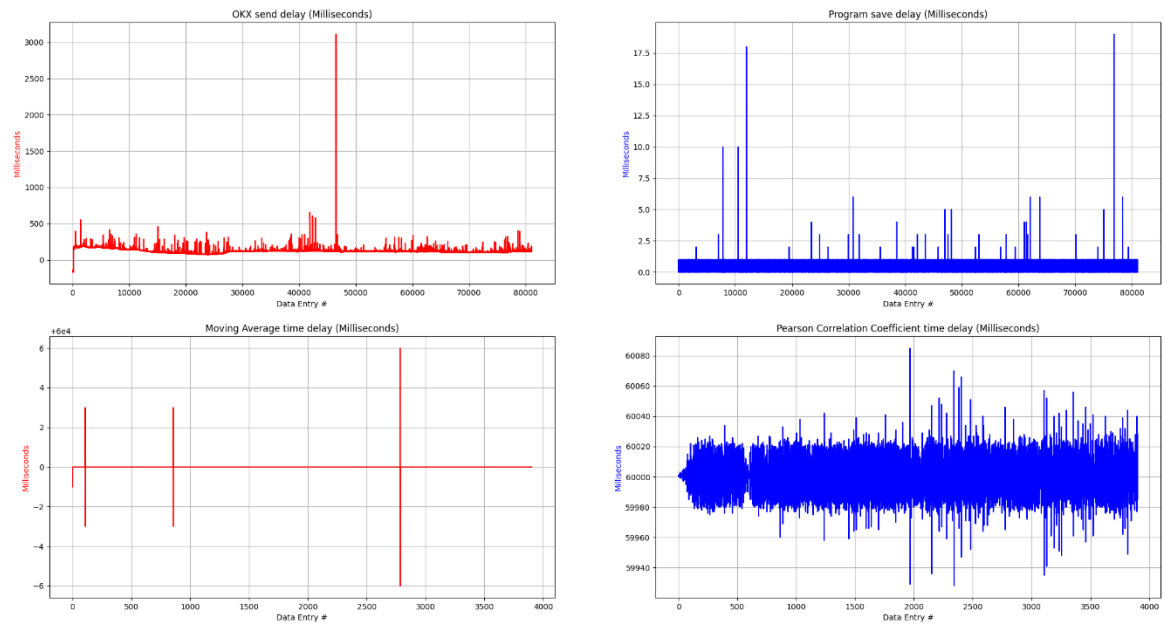 OKX send delay (Milliseconds)
3000
2500
2000
1500
1000
500
0
Milliseconds
0 10000 20000 30000 40000 50000 60000 70000 80000
Data Entry #
Program save delay (Milliseconds)
17.5
15.0
12.5
10.0
7.5
5.0
2.5
0.0
Milliseconds
0 10000 20000 30000 40000 50000 60000 70000 80000
Data Entry #
+6e4
Moving Average time delay (Milliseconds)
6
4
2
0
−2
−4
−6
Milliseconds
0 500 1000 1500 2000 2500 3000 3500 4000
Data Entry #
Pearson Correlation Coefficient time delay (Milliseconds)
60080
60060
60040
60020
60000
59980
59960
59940
Milliseconds
0 500 1000 1500 2000 2500 3000 3500 4000
Data Entry #